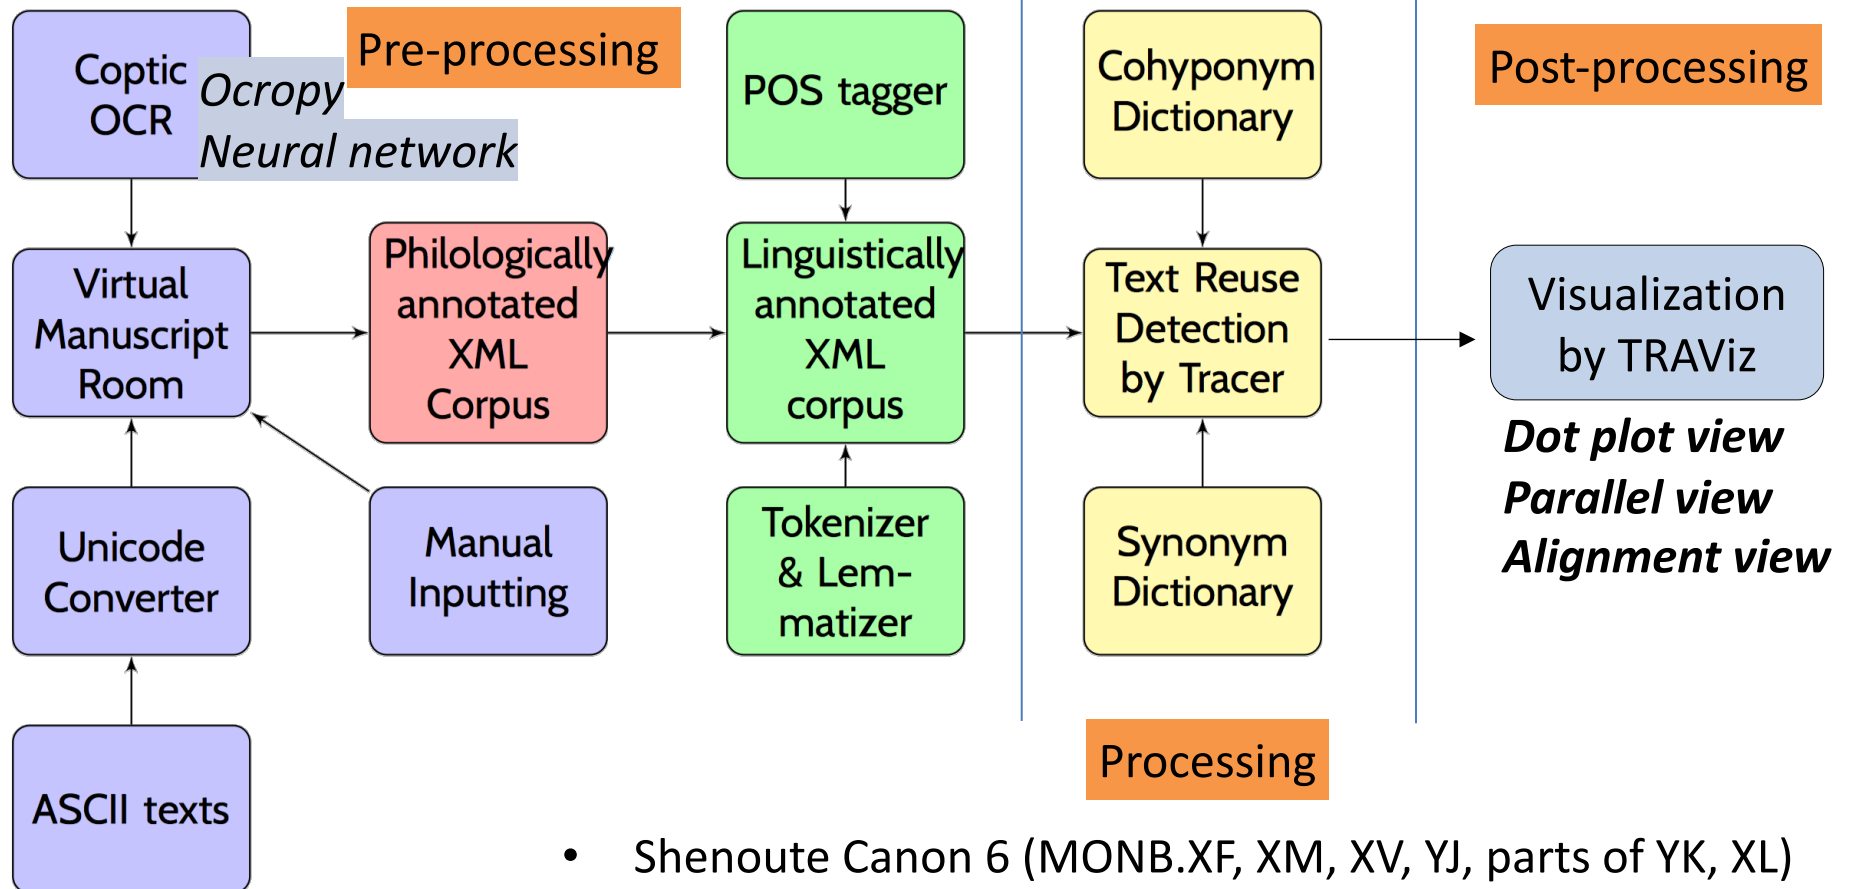 Coptic
OCR
Ocropy
Neural network
Pre-processing
POS tagger
Cohyponym
Dictionary
Post-processing
Virtual
Manuscript
Room
Philologically
annotated
XML
Corpus
Linguistically
annotated
XML
corpus
Text Reuse
Detection
by Tracer
Visualization
by TRAViz
Dot plot view
Parallel view
Alignment view
Unicode
Converter
Manual
Inputting
Tokenizer
& Lem-
matizer
Synonym
Dictionary
Processing
ASCII texts
• Shenoute Canon 6 (MONB.XF, XM, XV, YJ, parts of YK, XL)